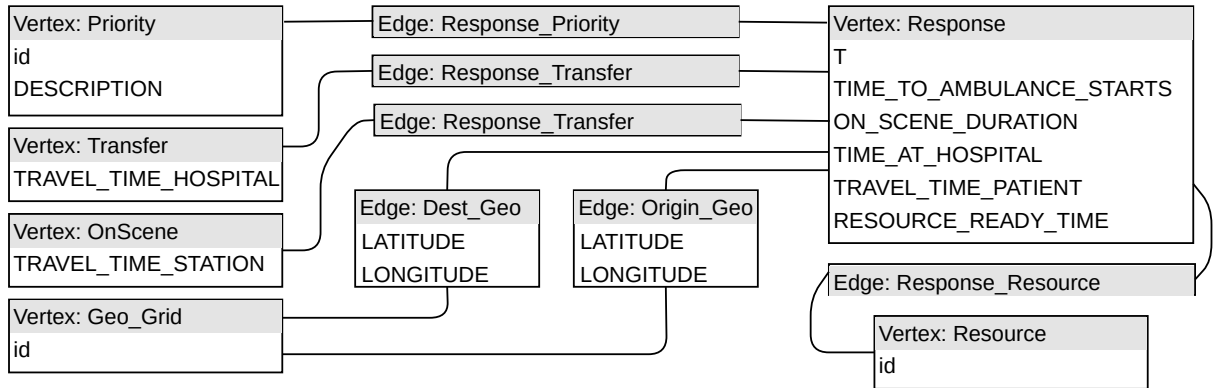 Vertex: Priority
id
DESCRIPTION
Vertex: Transfer
TRAVEL_TIME_HOSPITAL
Vertex: OnScene
TRAVEL_TIME_STATION
Vertex: Geo_Grid
id
Edge: Response_Priority
Edge: Response_Transfer
Edge: Response_Transfer
Edge: Dest_Geo
LATITUDE
LONGITUDE
Edge: Origin_Geo
LATITUDE
LONGITUDE
Vertex: Response
T
TIME_TO_AMBULANCE_STARTS
ON_SCENE_DURATION
TIME_AT_HOSPITAL
TRAVEL_TIME_PATIENT
RESOURCE_READY_TIME
Edge: Response_Resource
Vertex: Resource
id